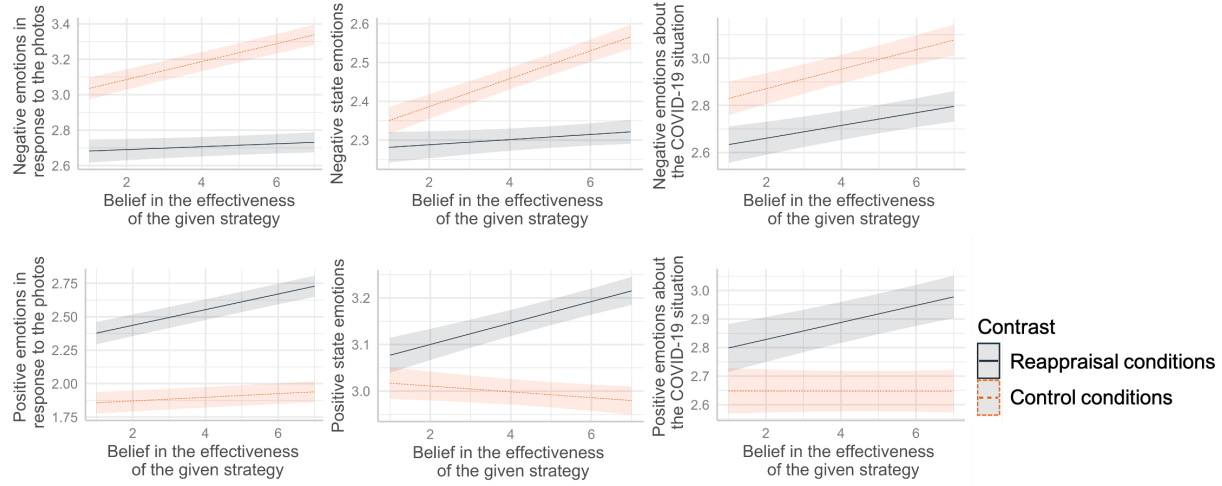 Negative emotions in
response to the photos
3.4
3.2
3.0
2.8
2.6
2
4
6
Belief in the effectiveness
of the given strategy
Negative state emotions
2.6
2.5
2.4
2.3
2
4
6
Belief in the effectiveness
of the given strategy
Negative emotions about
the COVID-19 situation
3.0
2.8
2.6
2
4
6
Belief in the effectiveness
of the given strategy
Positive emotions in
response to the photos
2.75
2.50
2.25
2.00
1.75
2
4
6
Belief in the effectiveness
of the given strategy
Positive state emotions
3.2
3.1
3.0
2
4
6
Belief in the effectiveness
of the given strategy
Positive emotions about
the COVID-19 situation
3.0
2.9
2.8
2.7
2.6
2
4
6
Belief in the effectiveness
of the given strategy
Contrast
Reappraisal conditions
Control conditions